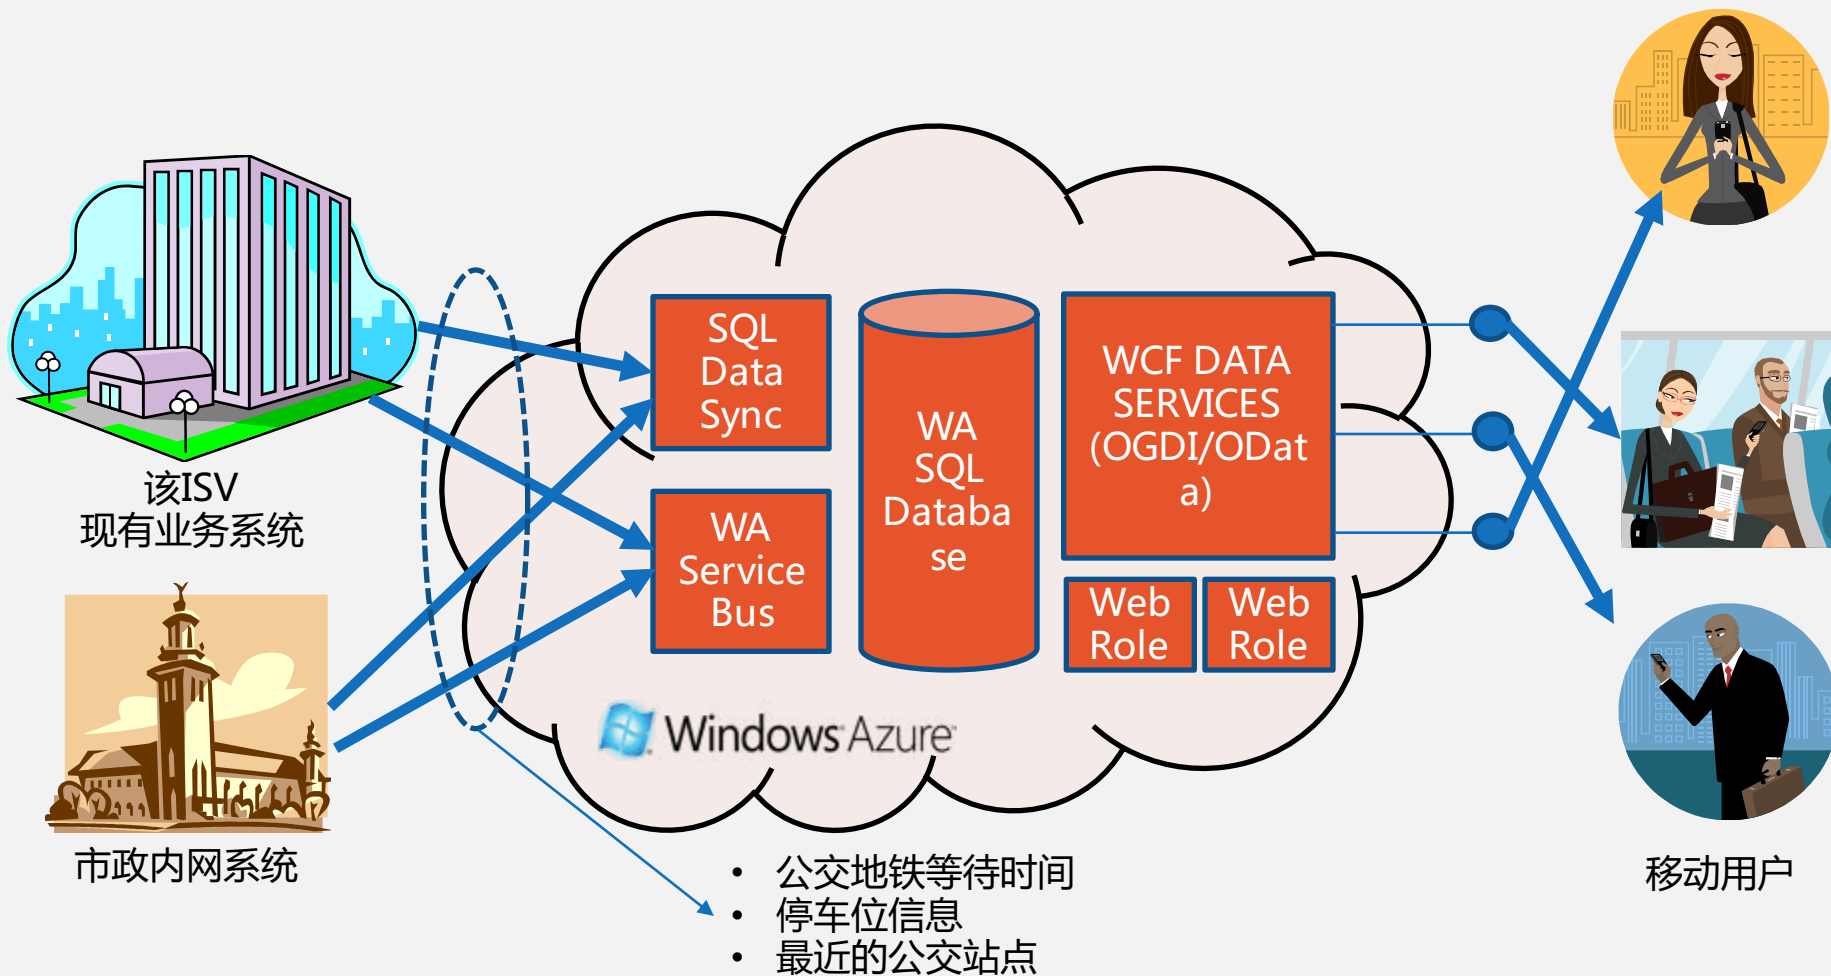 该ISV
现有业务系统
市政内网系统
SQL
Data
Sync
WA
Service
Bus
WA
SQL
Databa
se
WCF DATA
SERVICES
(OGDI/ODat
a)
Web
Role
Web
Role
Windows Azure
• 公交地铁等待时间
• 停车位信息
• 最近的公交站点
移动用户